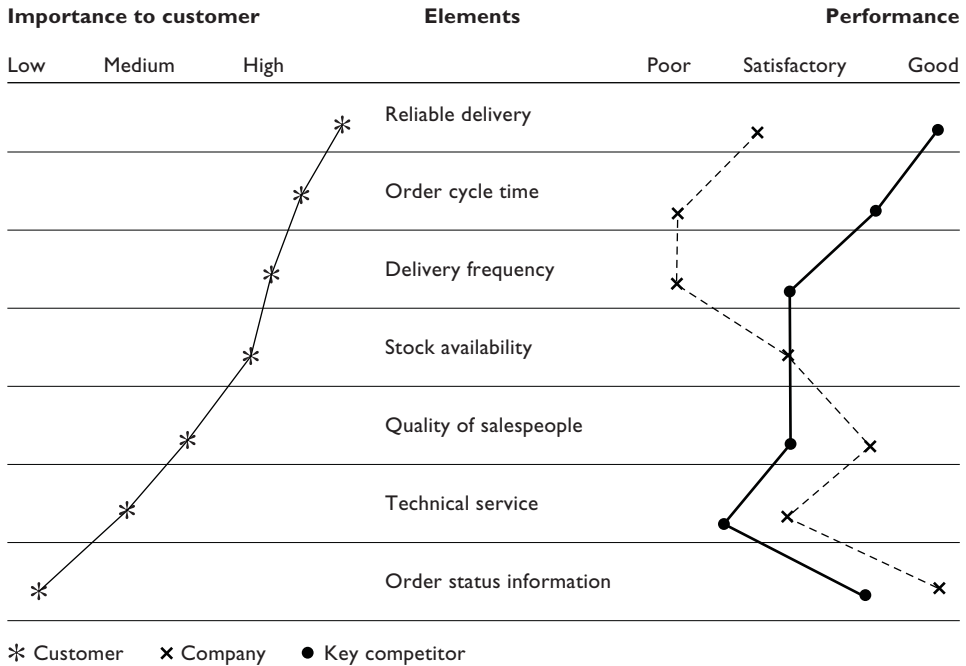 Importance to customer Elements Performance
Low Medium High Poor Satisfactory Good
Reliable delivery
Order cycle time
Delivery frequency
Stock availability
Quality of salespeople
Technical service
Order status information
Customer Company Key competitor